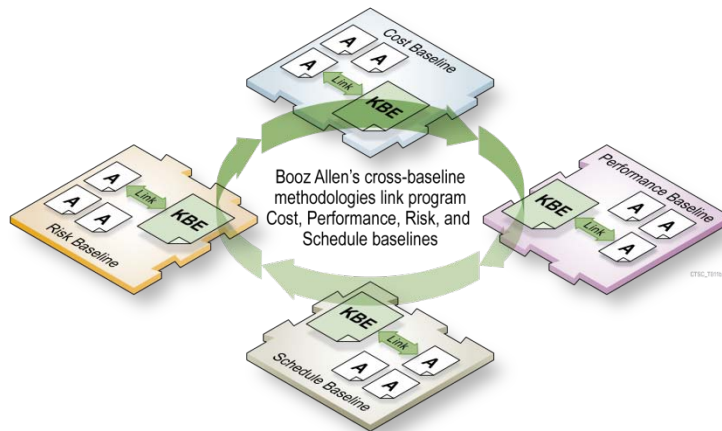 Cost Baseline
A
A
A
Link
KBE
Booz Allen's cross-baseline
methodologies link program
Cost, Performance, Risk, and
Schedule baselines
Performance Baseline
KBE
A
A
Link
A
A
Link
A
A
KBE
Risk Baseline
KBE
Link
A
A
A
Schedule Baseline